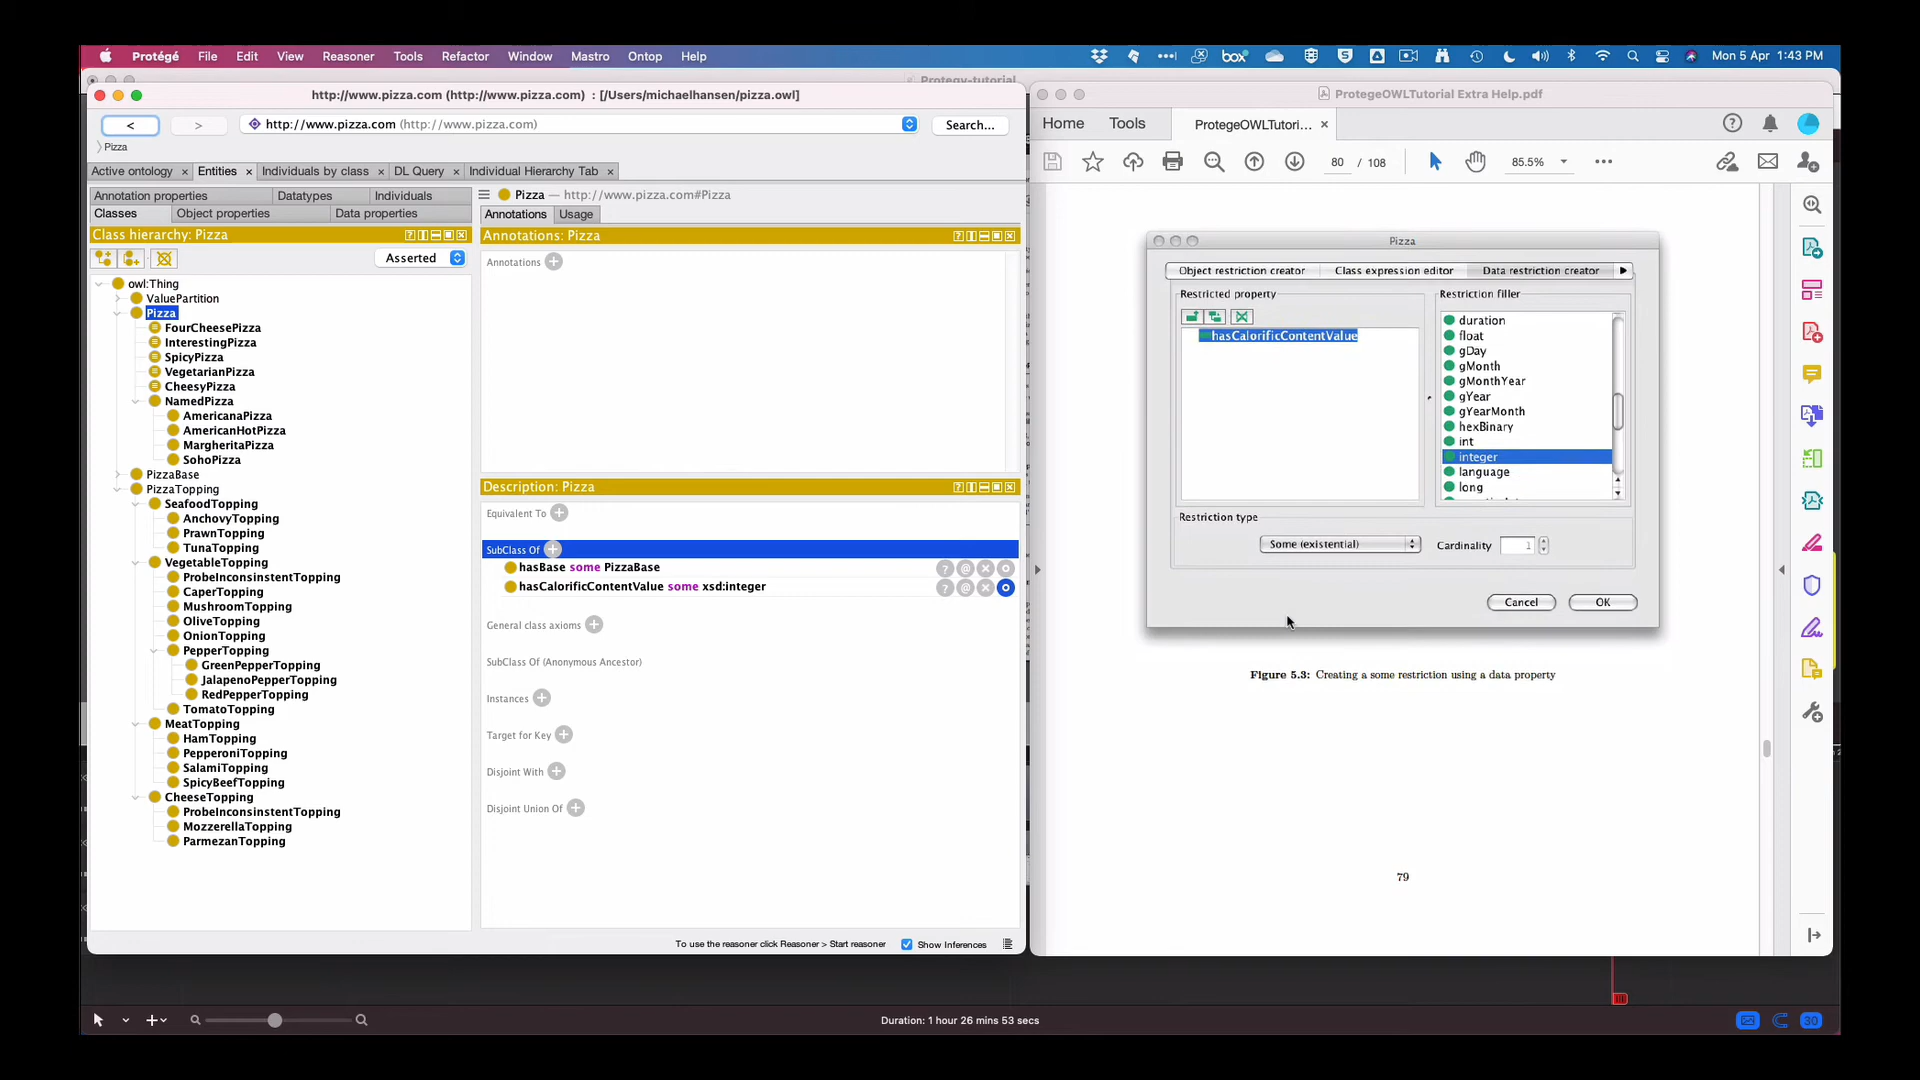 Protégé File Edit View Reasoner Tools Refactor Window Mastro Ontop Help
box
Mon 5 Apr 1:43 PM
http://www.pizza.com (http://www.pizza.com) : [/Users/michaelhansen/pizza.owl]
< > http://www.pizza.com (http://www.pizza.com) Search...
Pizza
Active ontology × Entities × Individuals by class × DL Query × Individual Hierarchy Tab ×
Annotation properties Datatypes Individuals
Classes Object properties Data properties
Class hierarchy: Pizza
Asserted
owl:Thing
ValuePartition
Pizza
FourCheesePizza
InterestingPizza
SpicyPizza
VegetarianPizza
CheesyPizza
NamedPizza
AmericanaPizza
AmericanHotPizza
MargheritaPizza
SohoPizza
PizzaBase
PizzaTopping
SeafoodTopping
AnchovyTopping
PrawnTopping
TunaTopping
VegetableTopping
ProbeInconsinstentTopping
CaperTopping
MushroomTopping
OliveTopping
OnionTopping
PepperTopping
GreenPepperTopping
JalapenoPepperTopping
RedPepperTopping
TomatoTopping
MeatTopping
HamTopping
PepperoniTopping
SalamiTopping
SpicyBeefTopping
CheeseTopping
ProbeInconsinstentTopping
MozzerellaTopping
ParmezanTopping
Pizza — http://www.pizza.com#Pizza
Annotations Usage
Annotations: Pizza
Annotations
Description: Pizza
Equivalent To
SubClass Of
hasBase some PizzaBase
hasCalorificContentValue some xsd:integer
General class axioms
SubClass Of (Anonymous Ancestor)
Instances
Target for Key
Disjoint With
Disjoint Union Of
To use the reasoner click Reasoner > Start reasoner Show Inferences
ProtegeOWLTutorial Extra Help.pdf
Home Tools ProtegeOWLTutori... ×
80 / 108 85.5%
Pizza
Object restriction creator Class expression editor Data restriction creator
Restricted property
hasCalorificContentValue
Restriction filler
duration
float
gDay
gMonth
gMonthYear
gYear
gYearMonth
hexBinary
int
integer
language
long
Restriction type
Some (existential) Cardinality 1
Cancel OK
Figure 5.3: Creating a some restriction using a data property
79
Duration: 1 hour 26 mins 53 secs
30